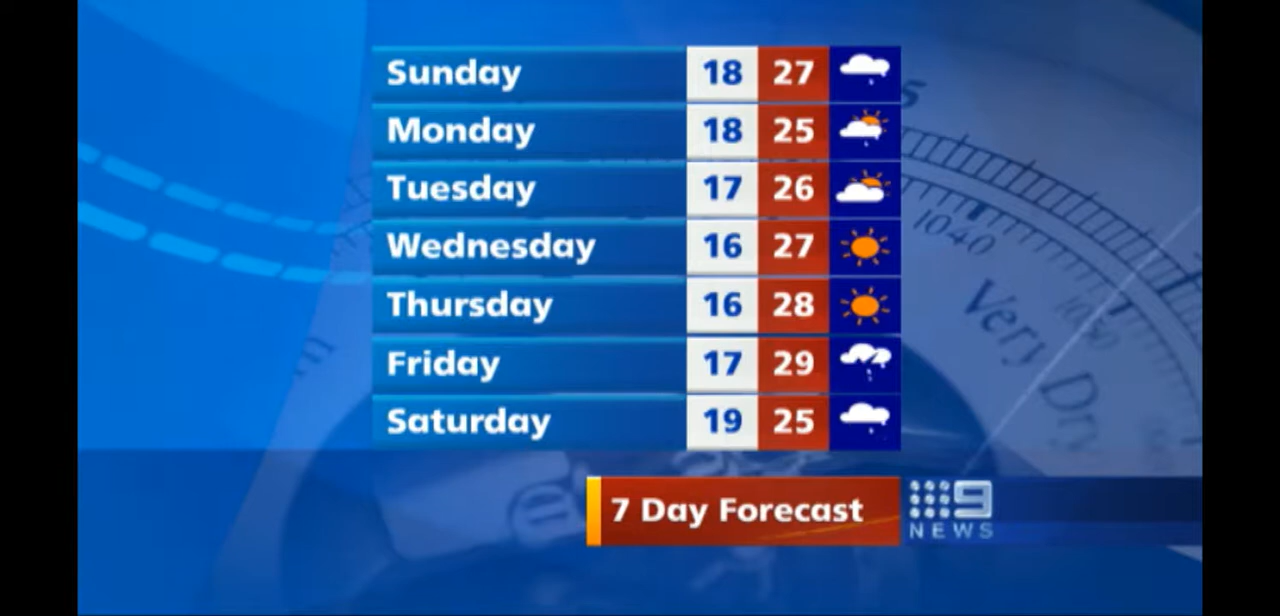 Sunday 18 27
Monday 18 25
Tuesday 17 26
Wednesday 16 27
Thursday 16 28
Friday 17 29
Saturday 19 25
1040
Very Dry
7 Day Forecast
9
NEWS